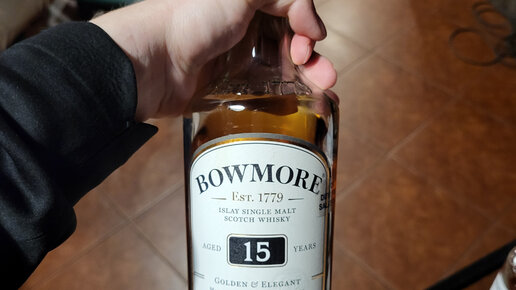 BOWMORE
EST. 1779
ISLAY SINGLE MALT
SCOTCH WHISKY
AGED 15 YEARS
GOLDEN & ELEGANT